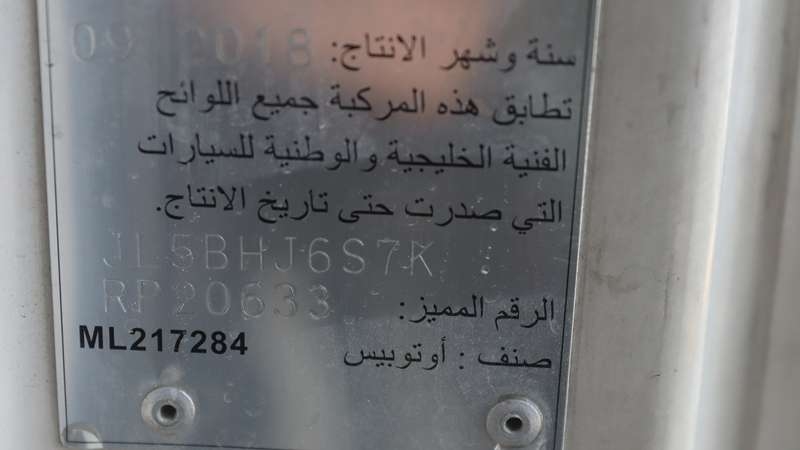 سنة وشهر الانتاج: 09 2018
تطابق هذه المركبة جميع اللوائح
الفنية الخليجية والوطنية للسيارات
التي صدرت حتى تاريخ الانتاج.
JL5BHJ6S7K
RP20633
الرقم المميز:
صنف : أوتوبيس
ML217284